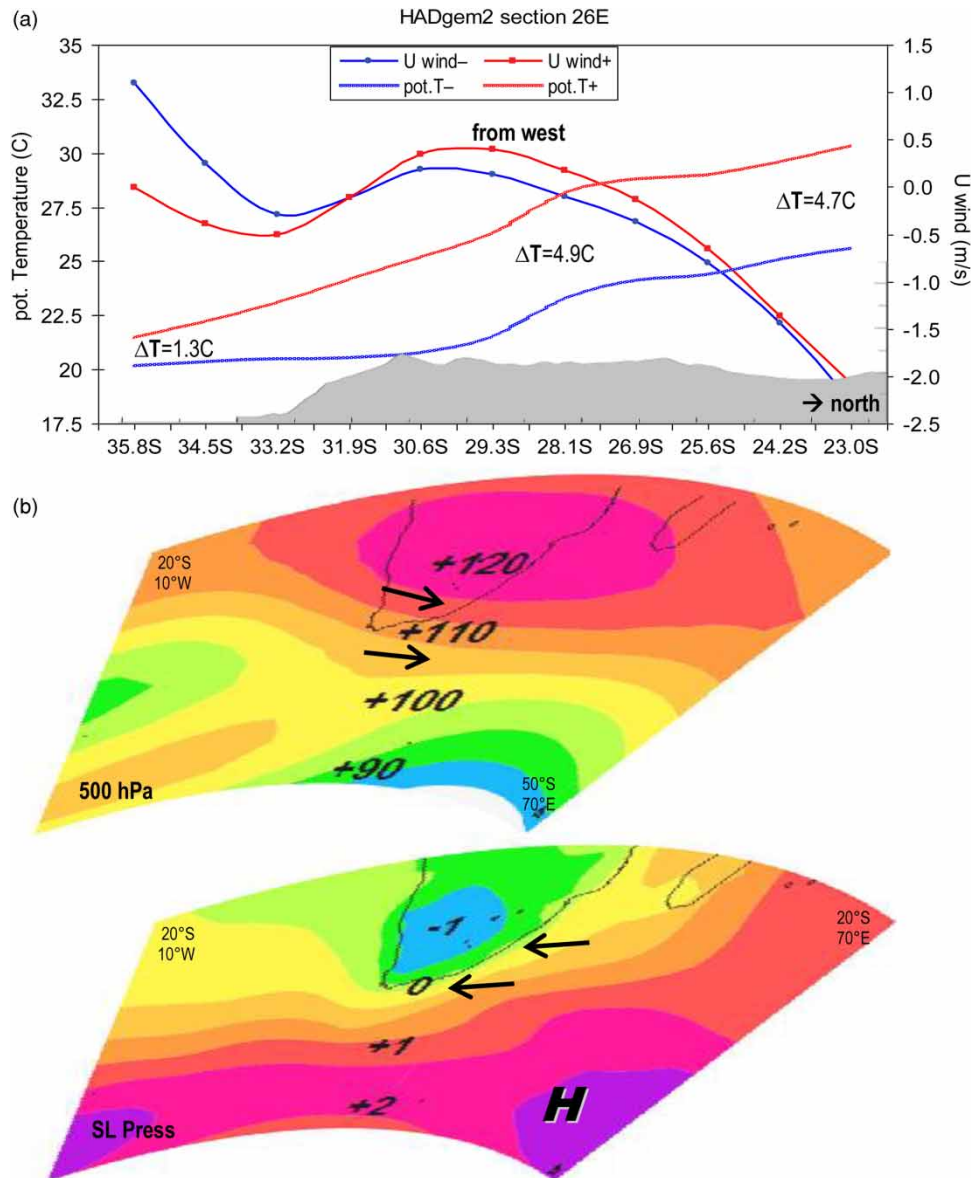 (a)
HADgem2 section 26E
U wind– U wind+
pot.T– pot.T+
pot. Temperature (C)
35
32.5
30
27.5
25
22.5
20
17.5
U wind (m/s)
1.5
1.0
0.5
0.0
-0.5
-1.0
-1.5
-2.0
-2.5
from west
ΔT=4.7C
ΔT=4.9C
ΔT=1.3C
→ north
35.8S 34.5S 33.2S 31.9S 30.6S 29.3S 28.1S 26.9S 25.6S 24.2S 23.0S
(b)
20°S
10°W
+120
+110
+100
+90
50°S
70°E
500 hPa
20°S
10°W
20°S
70°E
-1
0
+1
+2
H
SL Press